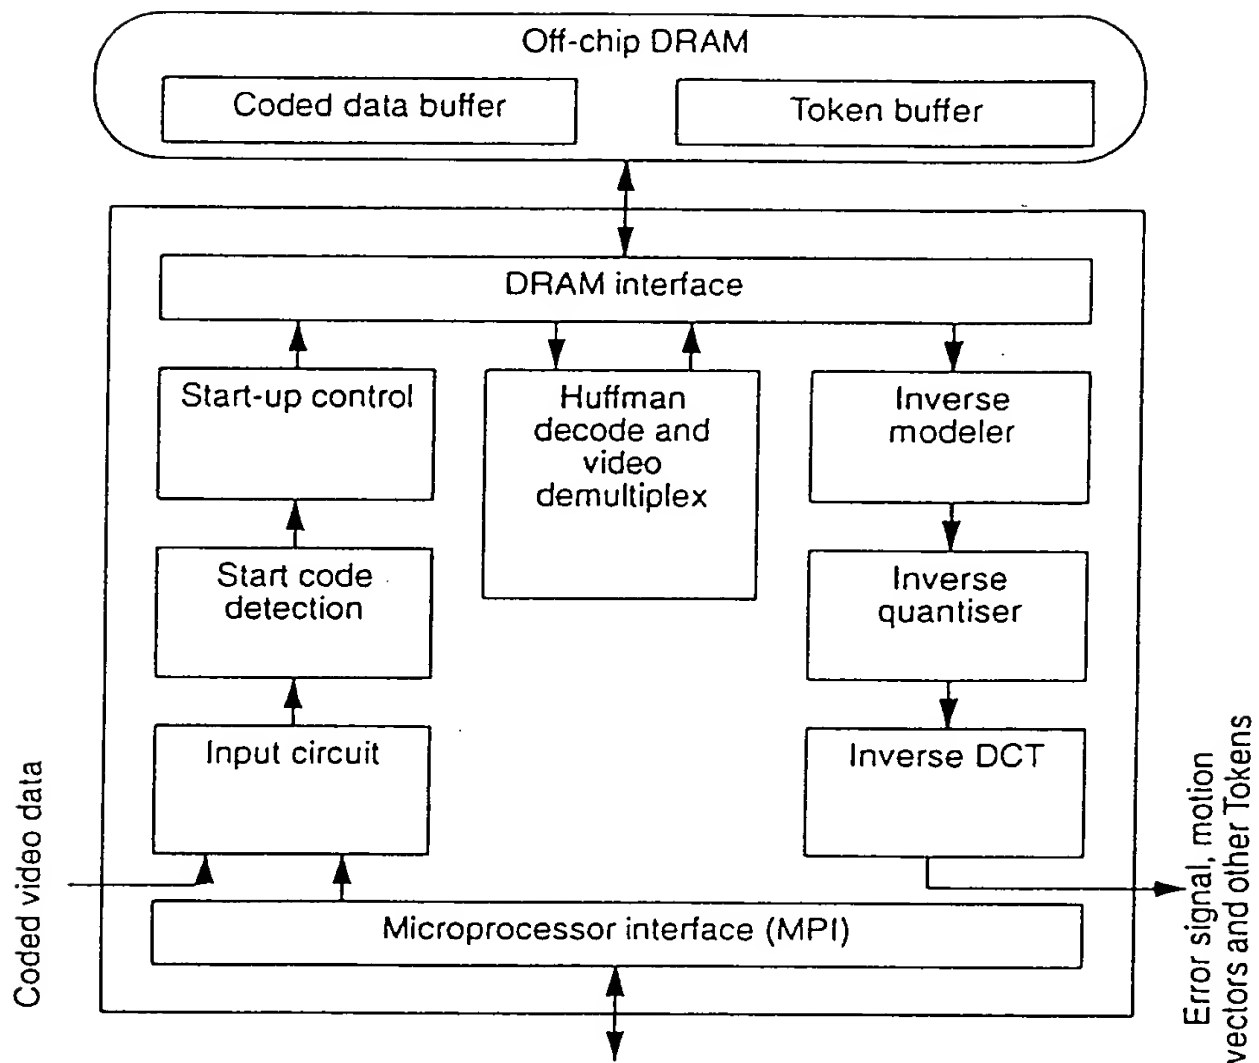 Off-chip DRAM
Coded data buffer
Token buffer
DRAM interface
Start-up control
Huffman
decode and
video
demultiplex
Inverse
modeler
Start code
detection
Inverse
quantiser
Input circuit
Inverse DCT
Coded video data
Error signal, motion
vectors and other Tokens
Microprocessor interface (MPI)